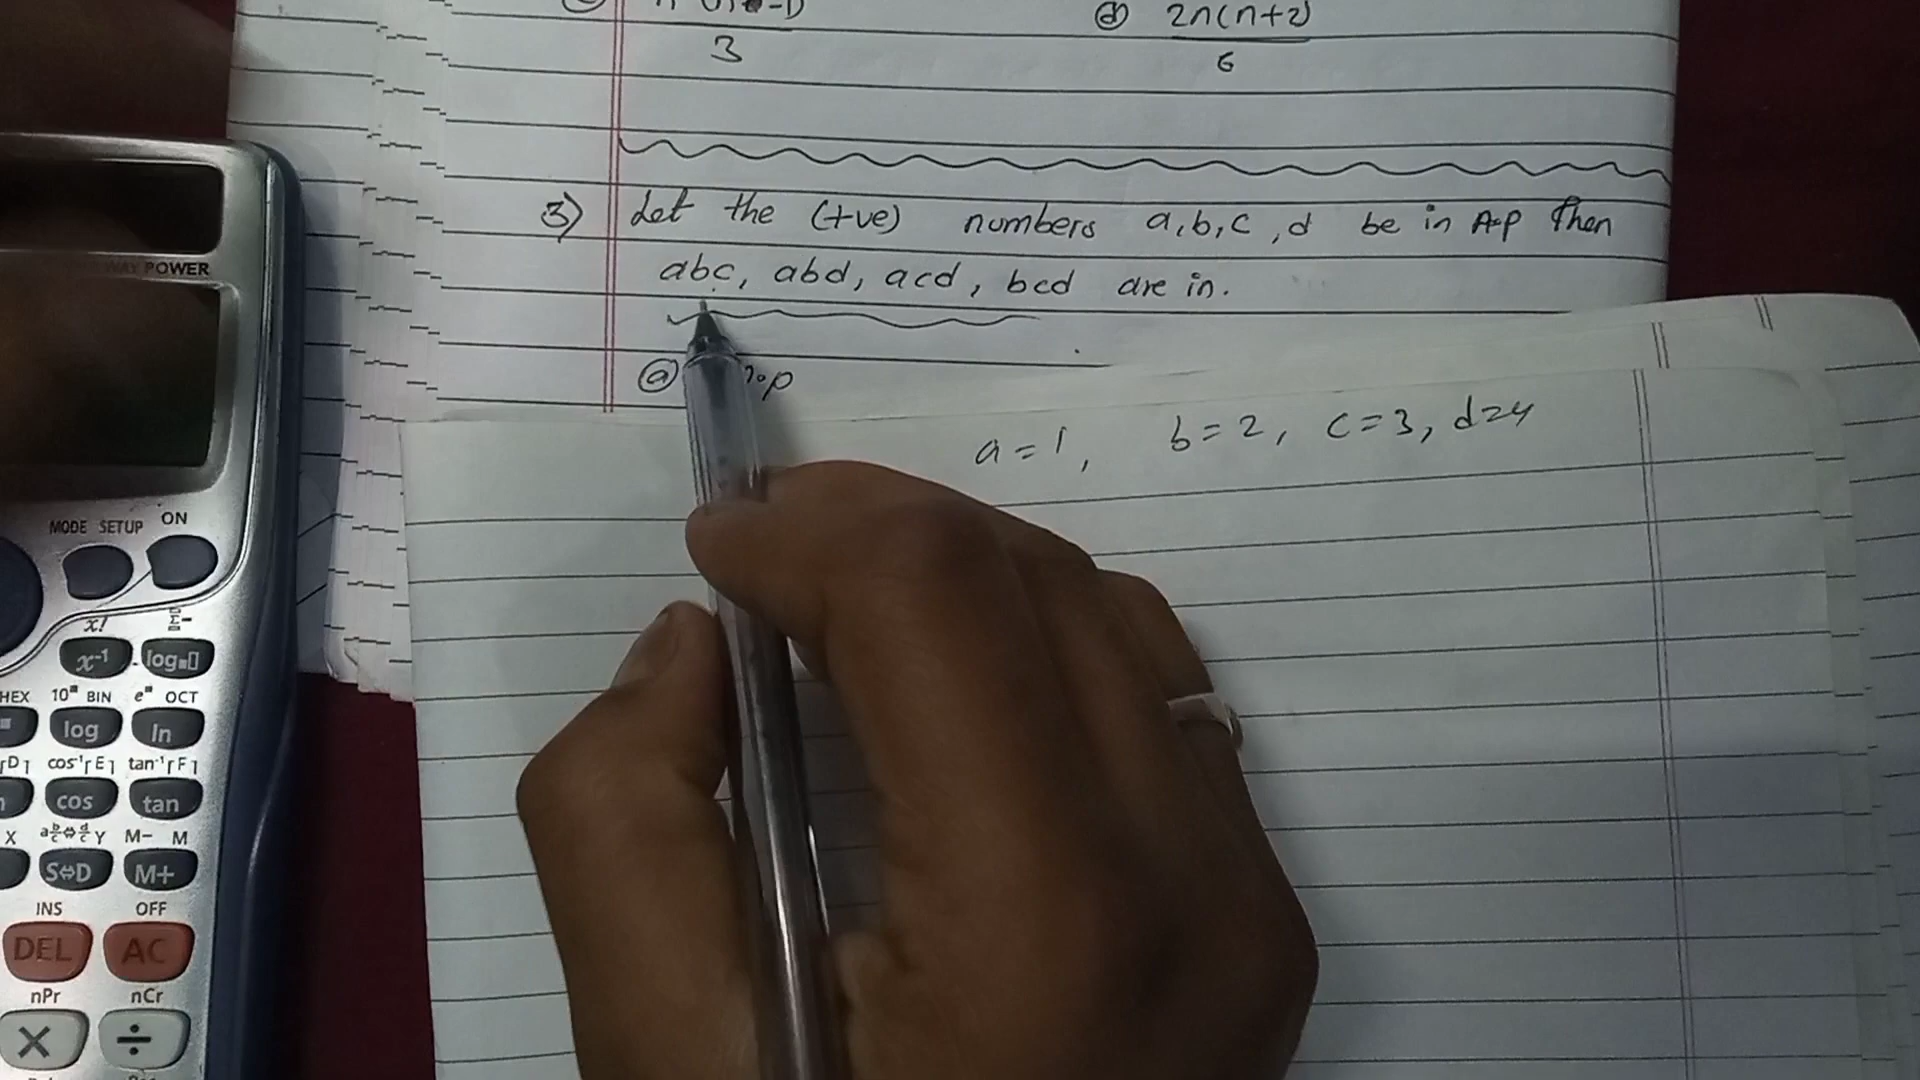 3
ⓓ 2n(n+2)
6
3) Let the (+ve) numbers a,b,c,d be in A.P then
abc, abd, acd, bcd are in.
ⓐ
a=1, b=2, c=3, d=4
POWER
MODE SETUP ON
x!
x⁻¹ log
HEX 10 BIN e OCT
log ln
cos⁻¹ tan⁻¹
cos tan
X Y M- M
S⇔D M+
INS OFF
DEL AC
nPr nCr
× ÷